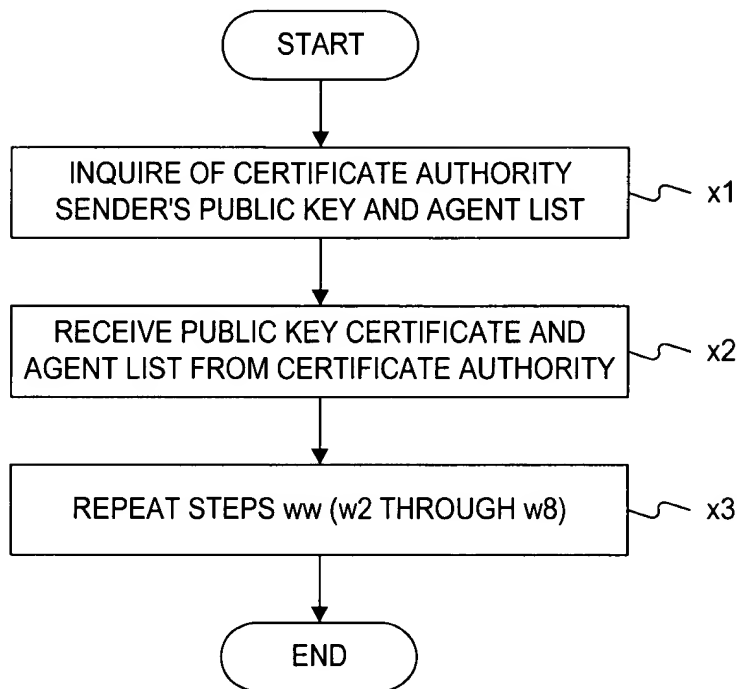 START
INQUIRE OF CERTIFICATE AUTHORITY
SENDER'S PUBLIC KEY AND AGENT LIST
x1
RECEIVE PUBLIC KEY CERTIFICATE AND
AGENT LIST FROM CERTIFICATE AUTHORITY
x2
REPEAT STEPS ww (w2 THROUGH w8)
x3
END